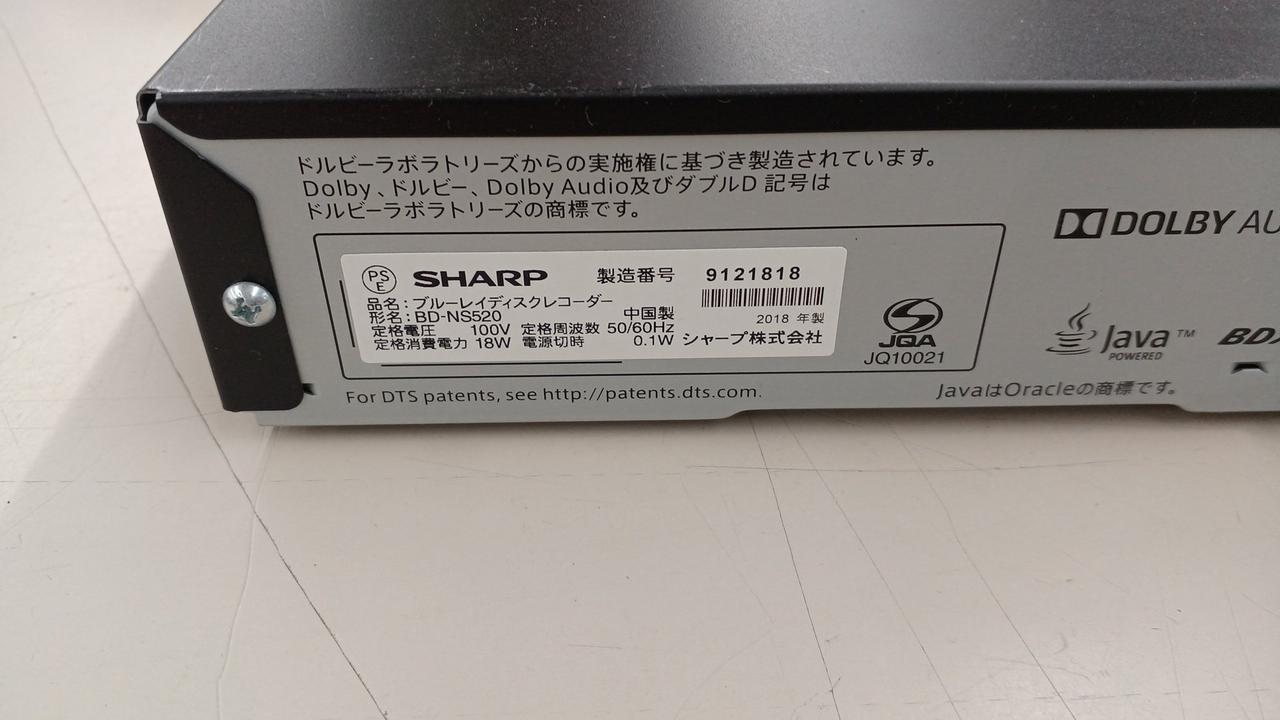 ドルビーラボラトリーズからの実施権に基づき製造されています。
Dolby、ドルビー、Dolby Audio及びダブルD 記号は
ドルビーラボラトリーズの商標です。
DOLBY AU
PS
E
SHARP 製造番号 9121818
品名:ブルーレイディスクレコーダー
形名:BD-NS520 中国製 2018 年製
定格電圧 100V 定格周波数 50/60Hz
定格消費電力 18W 電源切時 0.1W シャープ株式会社
JQA
JQ10021
Java™
POWERED
BD
For DTS patents, see http://patents.dts.com.
JavaはOracleの商標です。